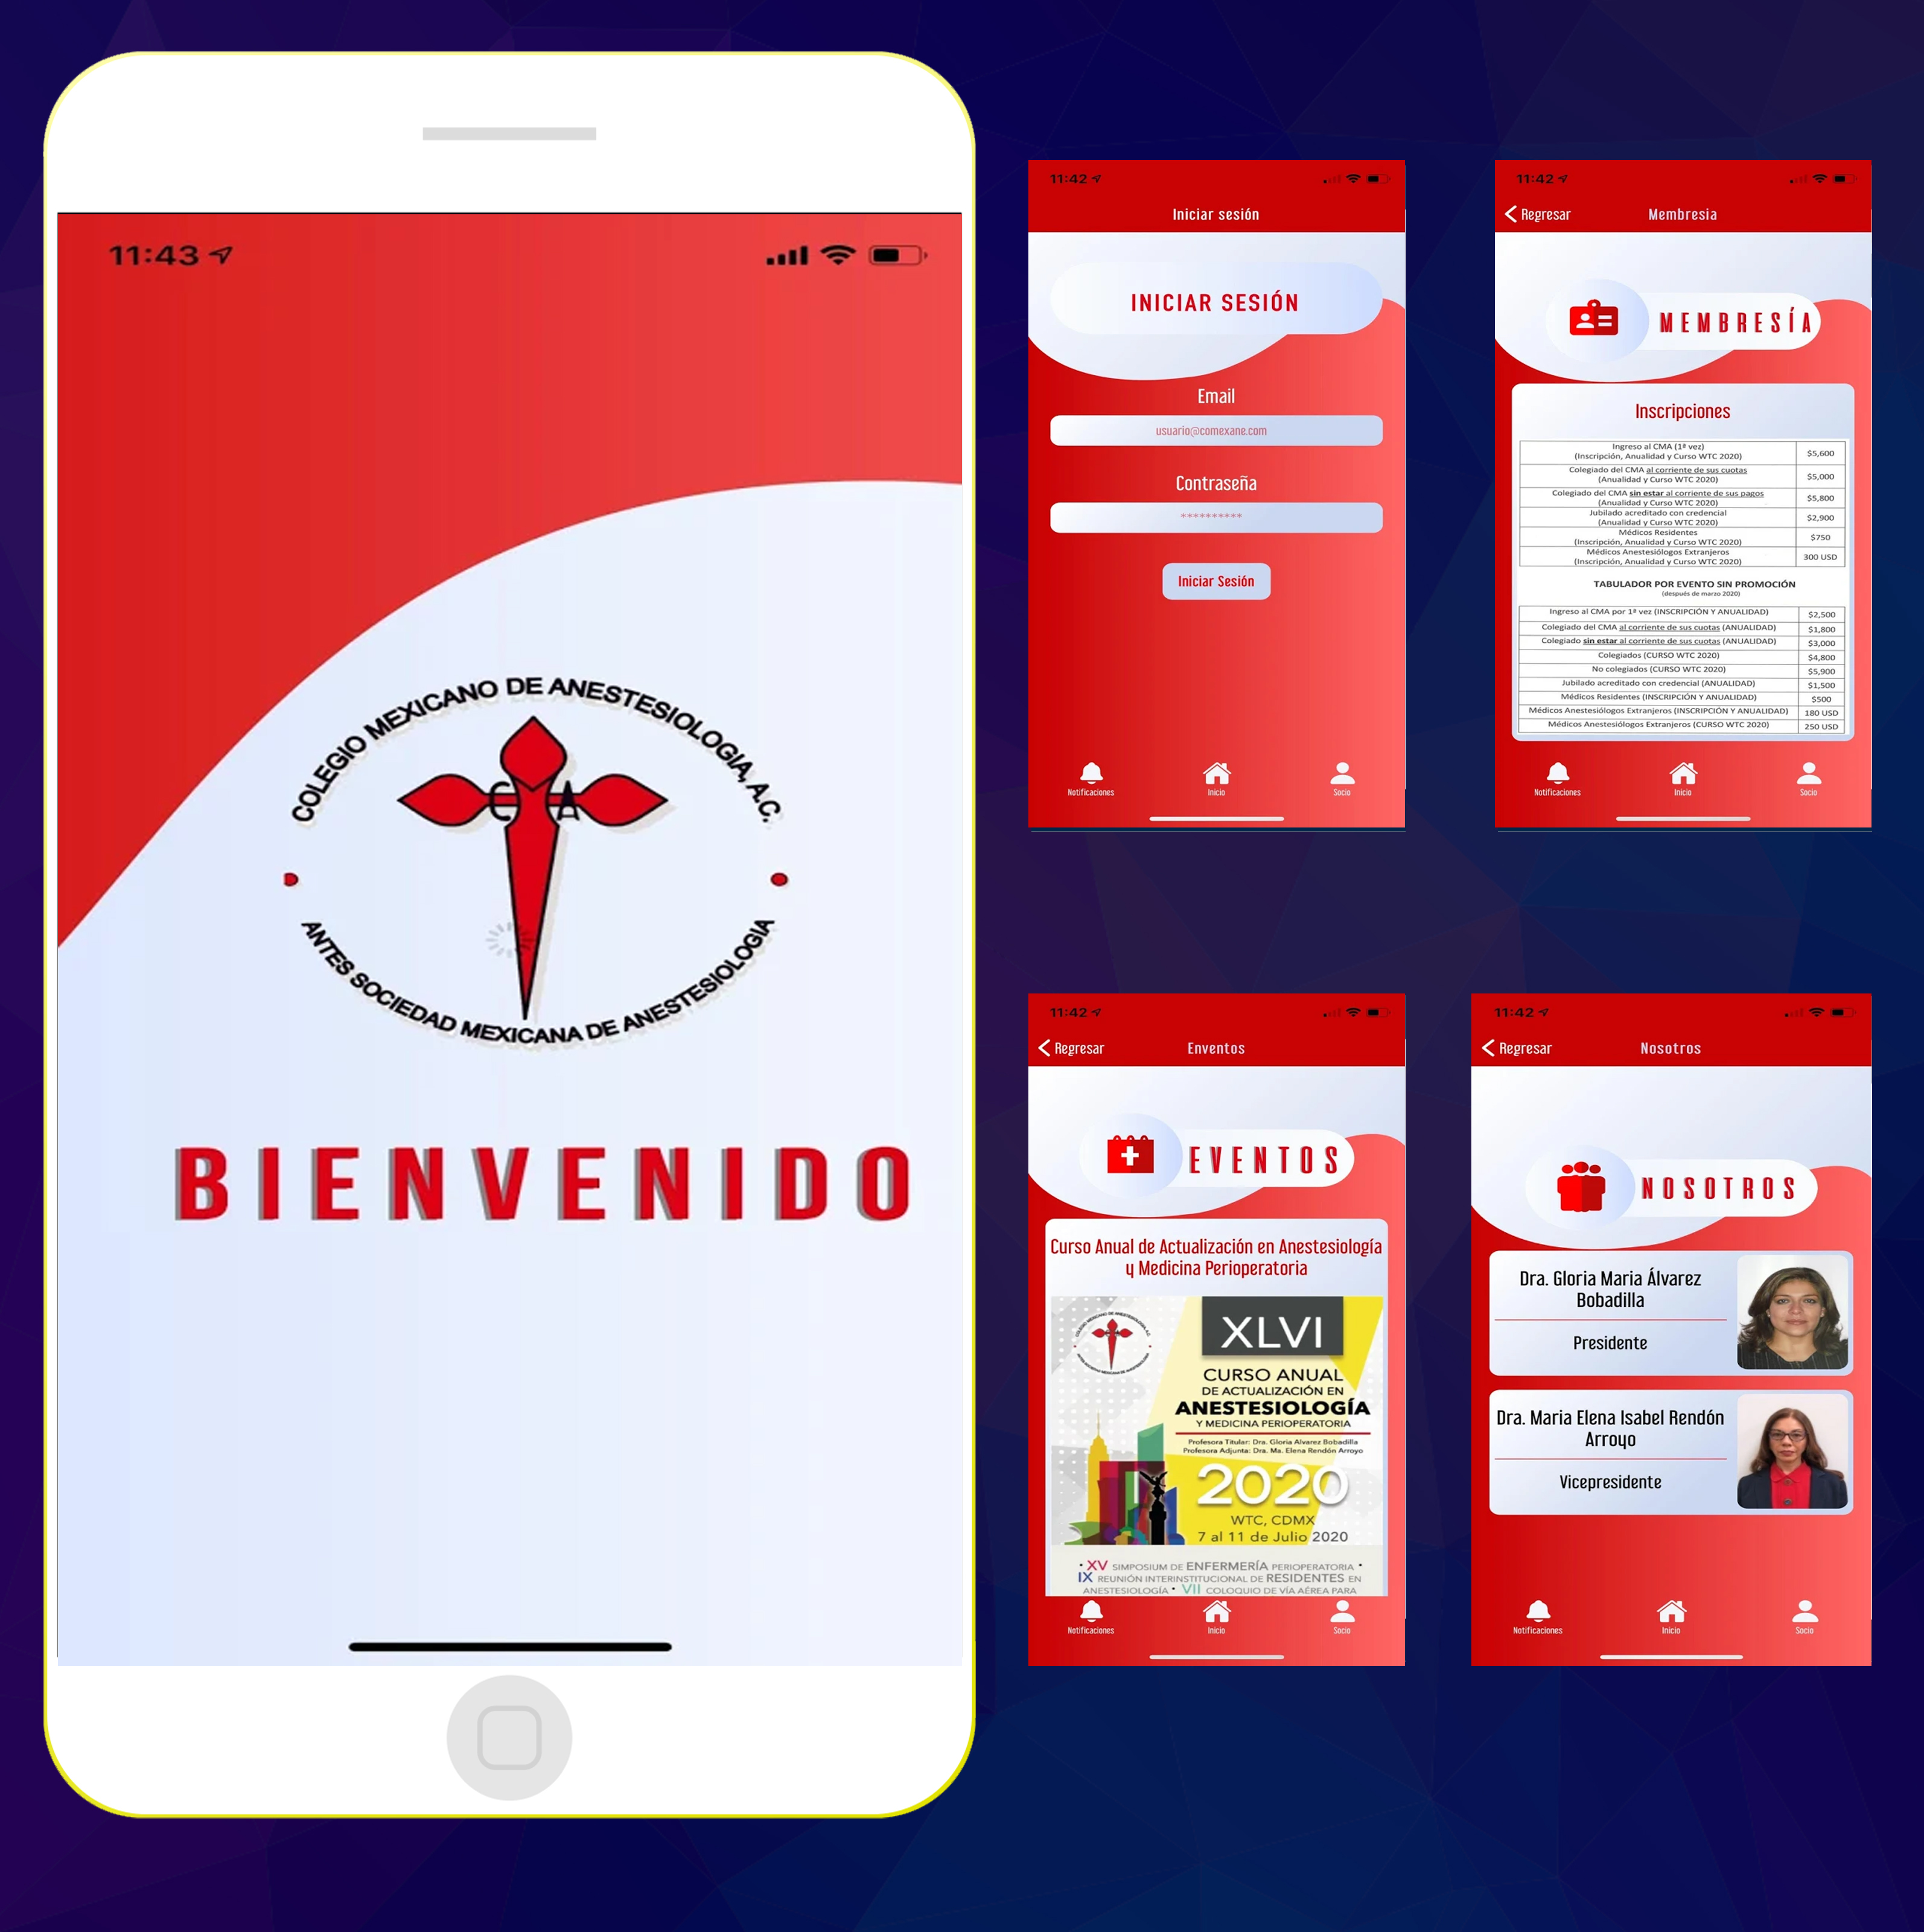 11:43
COLEGIO MEXICANO DE ANESTESIOLOGIA, A.C.
C A
ANTES SOCIEDAD MEXICANA DE ANESTESIOLOGIA
BIENVENIDO
11:42
Iniciar sesión
INICIAR SESIÓN
Email
usuario@comexane.com
Contraseña
**********
Iniciar Sesión
Notificaciones
Inicio
Socio
11:42
Regresar
Membresia
MEMBRESÍA
Inscripciones
Ingreso al CMA (1ª vez)
(Inscripción, Anualidad y Curso WTC 2020)
$5,600
Colegiado del CMA al corriente de sus cuotas
(Anualidad y Curso WTC 2020)
$5,000
Colegiado del CMA sin estar al corriente de sus pagos
(Anualidad y Curso WTC 2020)
$5,800
Jubilado acreditado con credencial
(Anualidad y Curso WTC 2020)
$2,900
Médicos Residentes
(Inscripción, Anualidad y Curso WTC 2020)
$750
Médicos Anestesiólogos Extranjeros
(Inscripción, Anualidad y Curso WTC 2020)
300 USD
TABULADOR POR EVENTO SIN PROMOCIÓN
(después de marzo 2020)
Ingreso al CMA por 1ª vez (INSCRIPCIÓN Y ANUALIDAD) $2,500
Colegiado del CMA al corriente de sus cuotas (ANUALIDAD) $1,800
Colegiado sin estar al corriente de sus cuotas (ANUALIDAD) $3,000
Colegiados (CURSO WTC 2020) $4,800
No colegiados (CURSO WTC 2020) $5,900
Jubilado acreditado con credencial (ANUALIDAD) $1,500
Médicos Residentes (INSCRIPCIÓN Y ANUALIDAD) $500
Médicos Anestesiólogos Extranjeros (INSCRIPCIÓN Y ANUALIDAD) 180 USD
Médicos Anestesiólogos Extranjeros (CURSO WTC 2020) 250 USD
Notificaciones
Inicio
Socio
11:42
Regresar
Enventos
EVENTOS
Curso Anual de Actualización en Anestesiología
y Medicina Perioperatoria
COLEGIO MEXICANO DE ANESTESIOLOGIA, A.C.
ANTES SOCIEDAD MEXICANA DE ANESTESIOLOGIA
XLVI
CURSO ANUAL
DE ACTUALIZACIÓN EN
ANESTESIOLOGÍA
Y MEDICINA PERIOPERATORIA
Profesora Titular: Dra. Gloria Alvarez Bobadilla
Profesora Adjunta: Dra. Ma. Elena Rendón Arroyo
2020
WTC, CDMX
7 al 11 de Julio 2020
• XV SIMPOSIUM DE ENFERMERÍA PERIOPERATORIA •
IX REUNIÓN INTERINSTITUCIONAL DE RESIDENTES EN
ANESTESIOLOGÍA • VII COLOQUIO DE VÍA AÉREA PARA
Notificaciones
Inicio
Socio
11:42
Regresar
Nosotros
NOSOTROS
Dra. Gloria Maria Álvarez
Bobadilla
Presidente
Dra. Maria Elena Isabel Rendón
Arroyo
Vicepresidente
Notificaciones
Inicio
Socio